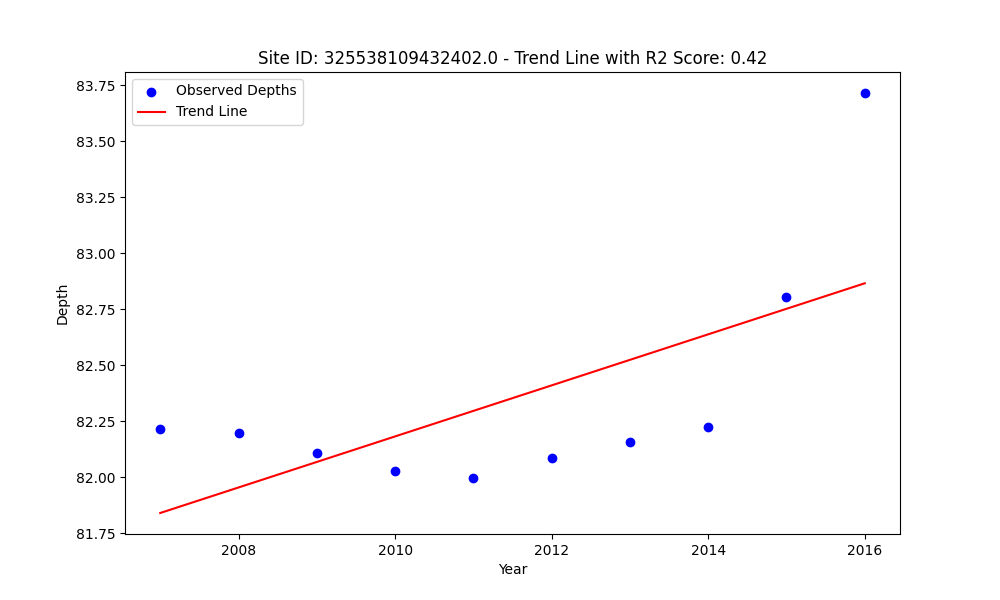 Site ID: 325538109432402.0 - Trend Line with R2 Score: 0.42
Observed Depths
Trend Line
83.75
83.50
83.25
83.00
82.75
82.50
82.25
82.00
81.75
Depth
2008
2010
2012
2014
2016
Year